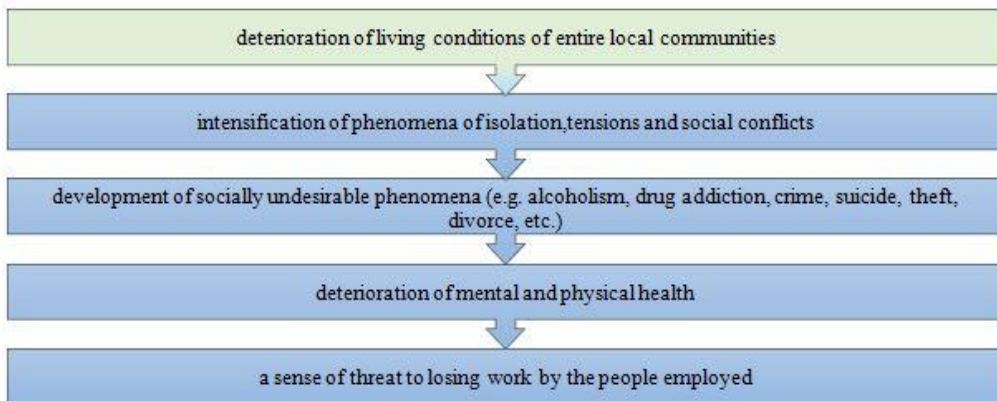 deterioration of living conditions of entire local communities
intensification of phenomena of isolation,tensions and social conflicts
development of socially undesirable phenomena (e.g. alcoholism, drug addiction, crime, suicide, theft,
divorce, etc.)
deterioration of mental and physical health
a sense of threat to losing work by the people employed